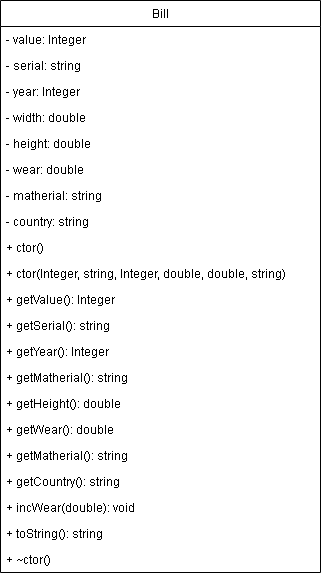 Bill
- value: Integer
- serial: string
- year: Integer
- width: double
- height: double
- wear: double
- matherial: string
- country: string
+ ctor()
+ ctor(Integer, string, Integer, double, double, string)
+ getValue(): Integer
+ getSerial(): string
+ getYear(): Integer
+ getMatherial(): string
+ getHeight(): double
+ getWear(): double
+ getMatherial(): string
+ getCountry(): string
+ incWear(double): void
+ toString(): string
+ ~ctor()